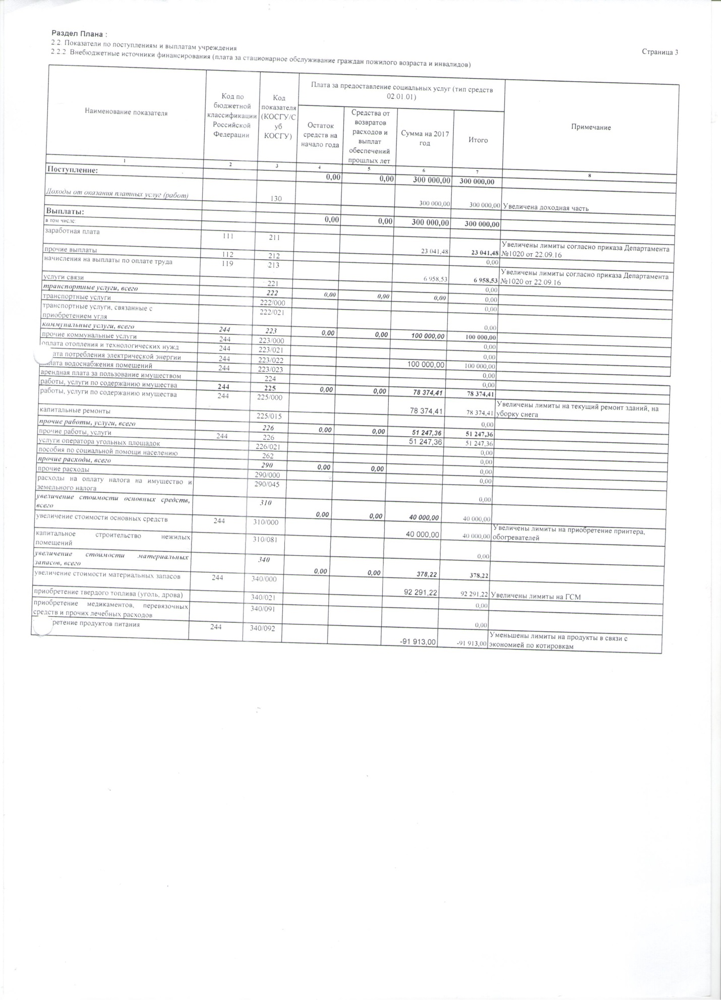 Раздел Плана :
2.2. Показатели по поступлениям и выплатам учреждения
Страница 3
2.2.2. Внебюджетные источники финансирования (плата за стационарное обслуживание граждан пожилого возраста и инвалидов)
Наименование показателя
Код по бюджетной классификации Российской Федерации
Код показателя (КОСГУ/С уб КОСГУ)
Плата за предоставление социальных услуг (тип средств 02.01.01)
Остаток средств на начало года
Средства от возвратов расходов и выплат обеспечений прошлых лет
Сумма на 2017 год
Итого
Примечание
1 2 3 4 5 6 7 8
Поступление: 0,00 0,00 300 000,00 300 000,00
Доходы от оказания платных услуг (работ) 130 300 000,00 300 000,00 Увеличена доходная часть
Выплаты: 0,00 0,00 300 000,00 300 000,00
в том числе:
заработная плата 111 211 23 041,48 23 041,48 Увеличены лимиты согласно приказа Департамента №1020 от 22.09.16
прочие выплаты 112 212 0,00
начисления на выплаты по оплате труда 119 213 6 958,53 6 958,53 Увеличены лимиты согласно приказа Департамента №1020 от 22.09.16
услуги связи 221 0,00
транспортные услуги, всего 222 0,00 0,00 0,00 0,00
транспортные услуги 222/000 0,00
транспортные услуги, связанные с приобретением угля 222/021 0,00
коммунальные услуги, всего 244 223 0,00 0,00 100 000,00 100 000,00
прочие коммунальные услуги 244 223/000 0,00
оплата отопления и технологических нужд 244 223/021 0,00
ата потребления электрической энергии 244 223/022 100 000,00 100 000,00
лата водоснабжения помещений 244 223/023 0,00
арендная плата за пользование имуществом 224 0,00
работы, услуги по содержанию имущества 244 225 0,00 0,00 78 374,41 78 374,41
работы, услуги по содержанию имущества 244 225/000 78 374,41 78 374,41 Увеличены лимиты на текущий ремонт зданий, на уборку снега
капитальные ремонты 225/015 0,00
прочие работы, услуги, всего 226 0,00 0,00 51 247,36 51 247,36
прочие работы, услуги 244 226 51 247,36 51 247,36
услуги оператора угольных площадок 226/021 0,00
пособия по социальной помощи населению 262 0,00
прочие расходы, всего 290 0,00 0,00 0,00
прочие расходы 290/000 0,00
расходы на оплату налога на имущество и земельного налога 290/045 0,00
увеличение стоимости основных средств, всего 310 0,00 0,00 40 000,00 40 000,00
увеличение стоимости основных средств 244 310/000 40 000,00 40 000,00 Увеличены лимиты на приобретение принтера, обогревателей
капитальное строительство нежилых помещений 310/081 0,00
увеличение стоимости материальных запасов, всего 340 0,00 0,00 378,22 378,22
увеличение стоимости материальных запасов 244 340/000 92 291,22 92 291,22 Увеличены лимиты на ГСМ
приобретение твердого топлива (уголь, дрова) 340/021 0,00
приобретение медикаментов, перевязочных средств и прочих лечебных расходов 340/091 0,00
ретение продуктов питания 244 340/092 -91 913,00 -91 913,00 Уменьшены лимиты на продукты в связи с экономией по котировкам